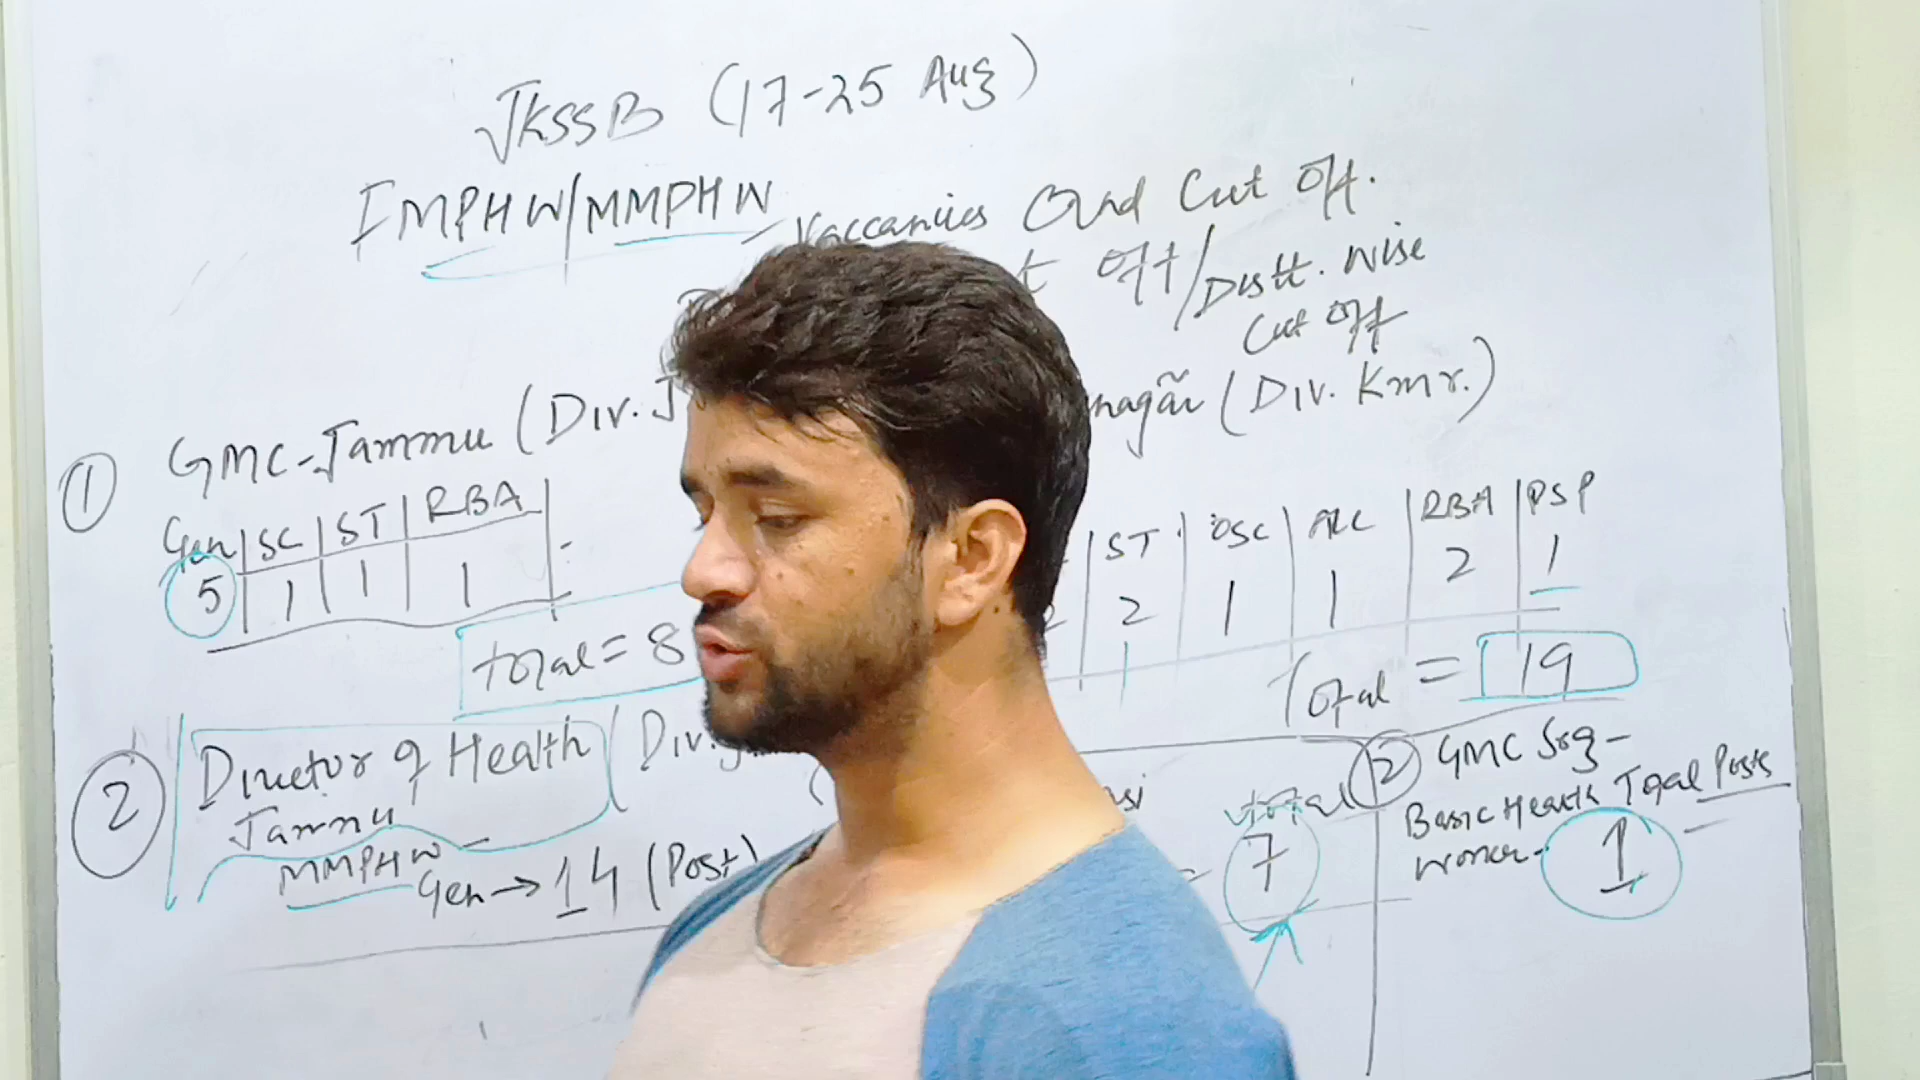 JKSSB (17-25 Aug)
FMPHW/MMPHW - Vaccanies and Cut Off.
Off/Distt. Wise
Cut Off
① GMC-Jammu (Div. J
nagar (Div. Kmr.)
Gen | SC | ST | RBA
5 | 1 | 1 | 1
Total = 8
ST | OSC | ALC | RBA | PSP
2 | 2 | 1 | 1 | 2 | 1
Total = 19
② Director of Health (Div.
Jammu
MMPHW -
Gen → 14 (Post)
total
7
② GMC Srg -
Basic Health Total Posts
Worker - 1